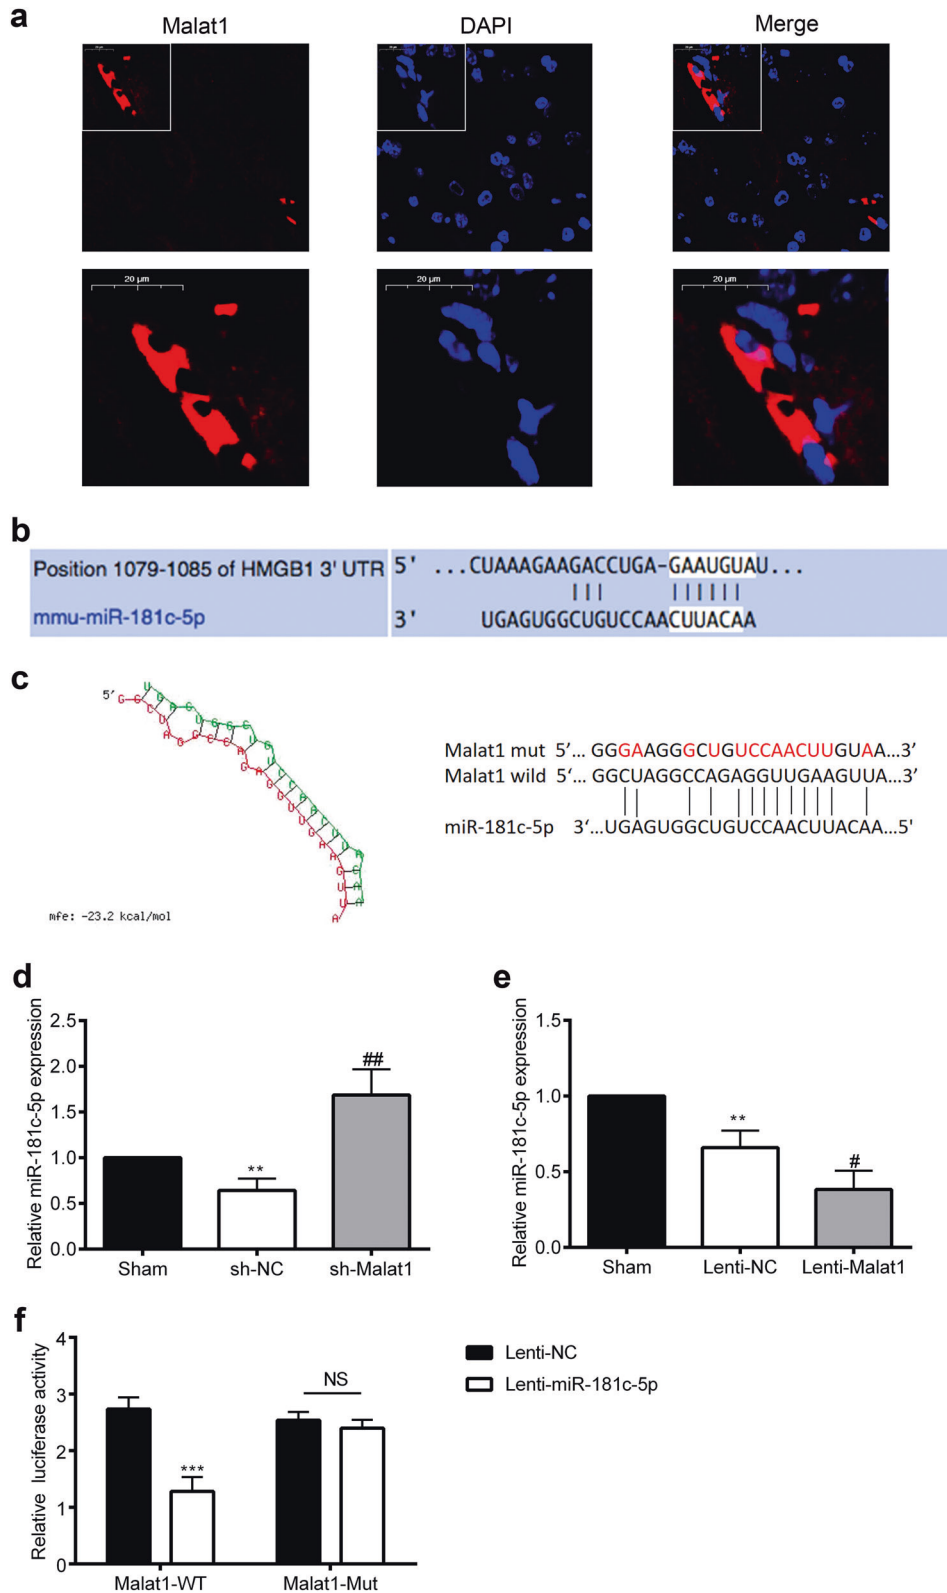 a
Malat1 DAPI Merge
20 μm 20 μm 20 μm
b
Position 1079-1085 of HMGB1 3' UTR 5' ...CUAAAGAAGACCUGA-GAAUGUAU...
mmu-miR-181c-5p 3' UGAGUGGCUGUCCAACUUACAA
c
5'
mfe: -23.2 kcal/mol
Malat1 mut 5’... GGGAAGGGCUGUCCAACUUGUAA...3’
Malat1 wild 5‘... GGCUAGGCCAGAGGUUGAAGUUA...3’
miR-181c-5p 3‘...UGAGUGGCUGUCCAACUUACAA...5'
d
Relative miR-181c-5p expression
2.5
2.0
1.5
1.0
0.5
0.0
**
##
Sham sh-NC sh-Malat1
e
Relative miR-181c-5p expression
1.5
1.0
0.5
0.0
**
#
Sham Lenti-NC Lenti-Malat1
f
Relative luciferase activity
4
3
2
1
0
***
NS
Malat1-WT Malat1-Mut
Lenti-NC
Lenti-miR-181c-5p